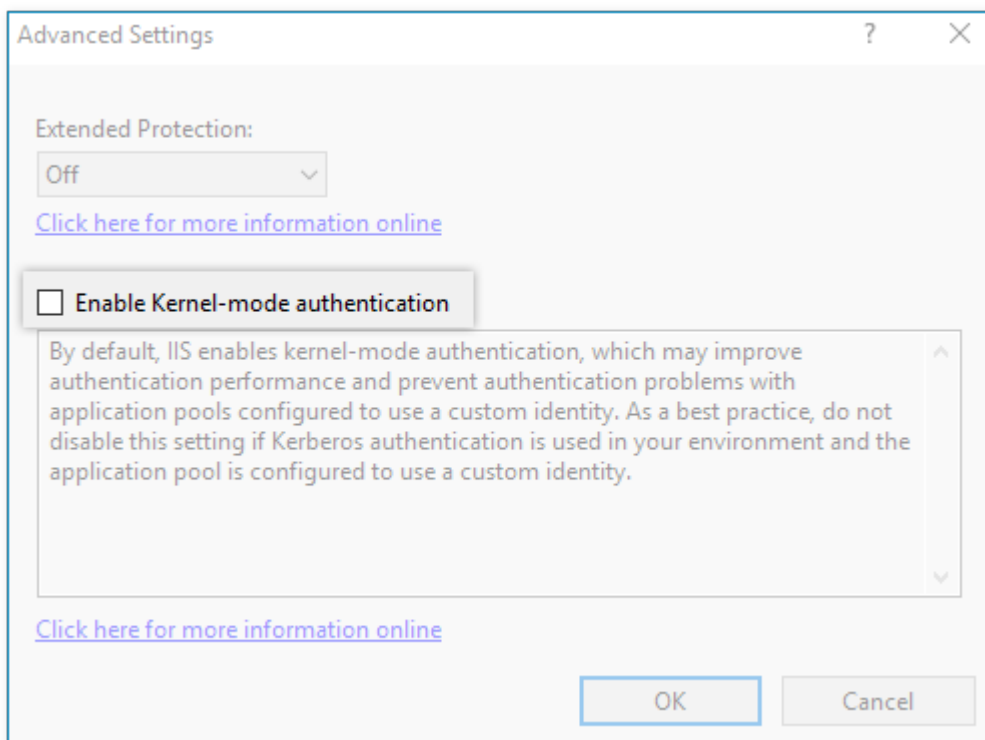 Advanced Settings ?
Extended Protection:
Off
Click here for more information online
Enable Kernel-mode authentication
By default, IIS enables kernel-mode authentication, which may improve
authentication performance and prevent authentication problems with
application pools configured to use a custom identity. As a best practice, do not
disable this setting if Kerberos authentication is used in your environment and the
application pool is configured to use a custom identity.
Click here for more information online
OK Cancel